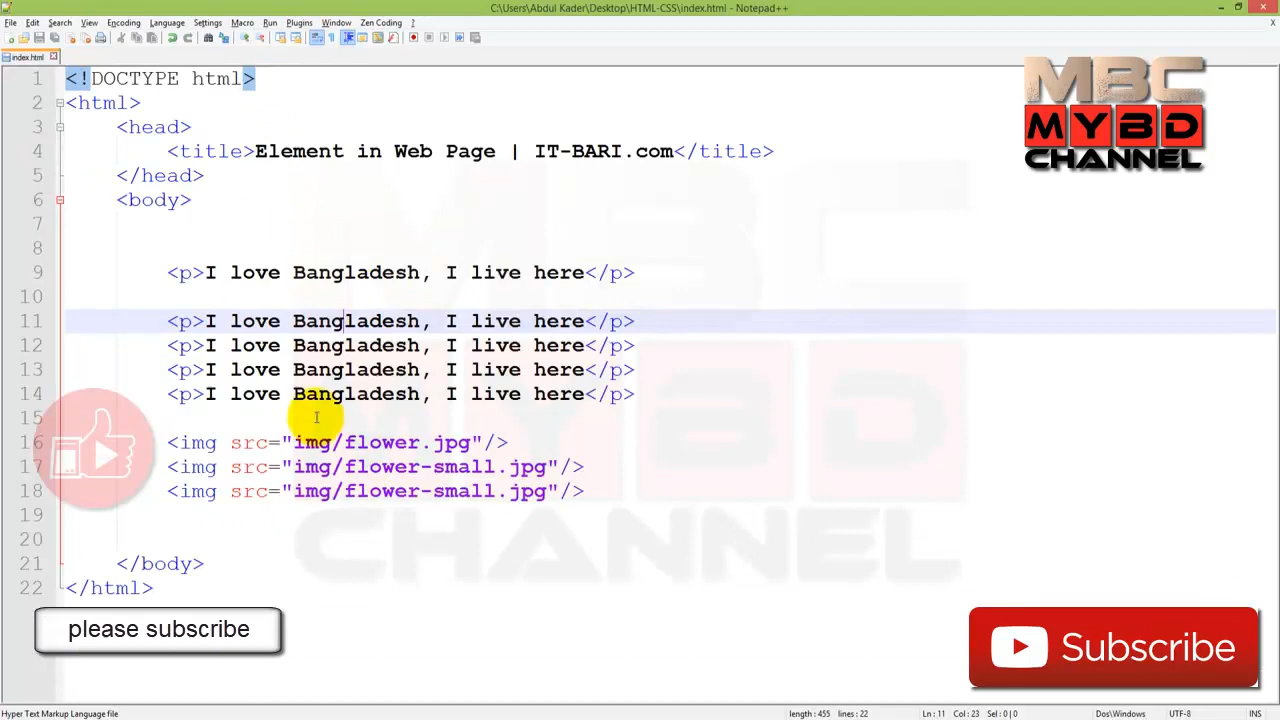 C:\Users\Abdul Kader\Desktop\HTML-CSS\index.html - Notepad++
File Edit Search View Encoding Language Settings Macro Run Plugins Window Zen Coding ?
index.html
1 <!DOCTYPE html>
2 <html>
3 <head>
4 <title>Element in Web Page | IT-BARI.com</title>
5 </head>
6 <body>
7
8
9 <p>I love Bangladesh, I live here</p>
10
11 <p>I love Bangladesh, I live here</p>
12 <p>I love Bangladesh, I live here</p>
13 <p>I love Bangladesh, I live here</p>
14 <p>I love Bangladesh, I live here</p>
15
16 <img src="img/flower.jpg"/>
17 <img src="img/flower-small.jpg"/>
18 <img src="img/flower-small.jpg"/>
19
20
21 </body>
22 </html>
MBC
MYBD
CHANNEL
MBC
MYBD
CHANNEL
please subscribe
Subscribe
Hyper Text Markup Language file length : 455 lines : 22 Ln : 11 Col : 23 Sel : 0 | 0 Dos\Windows UTF-8 INS